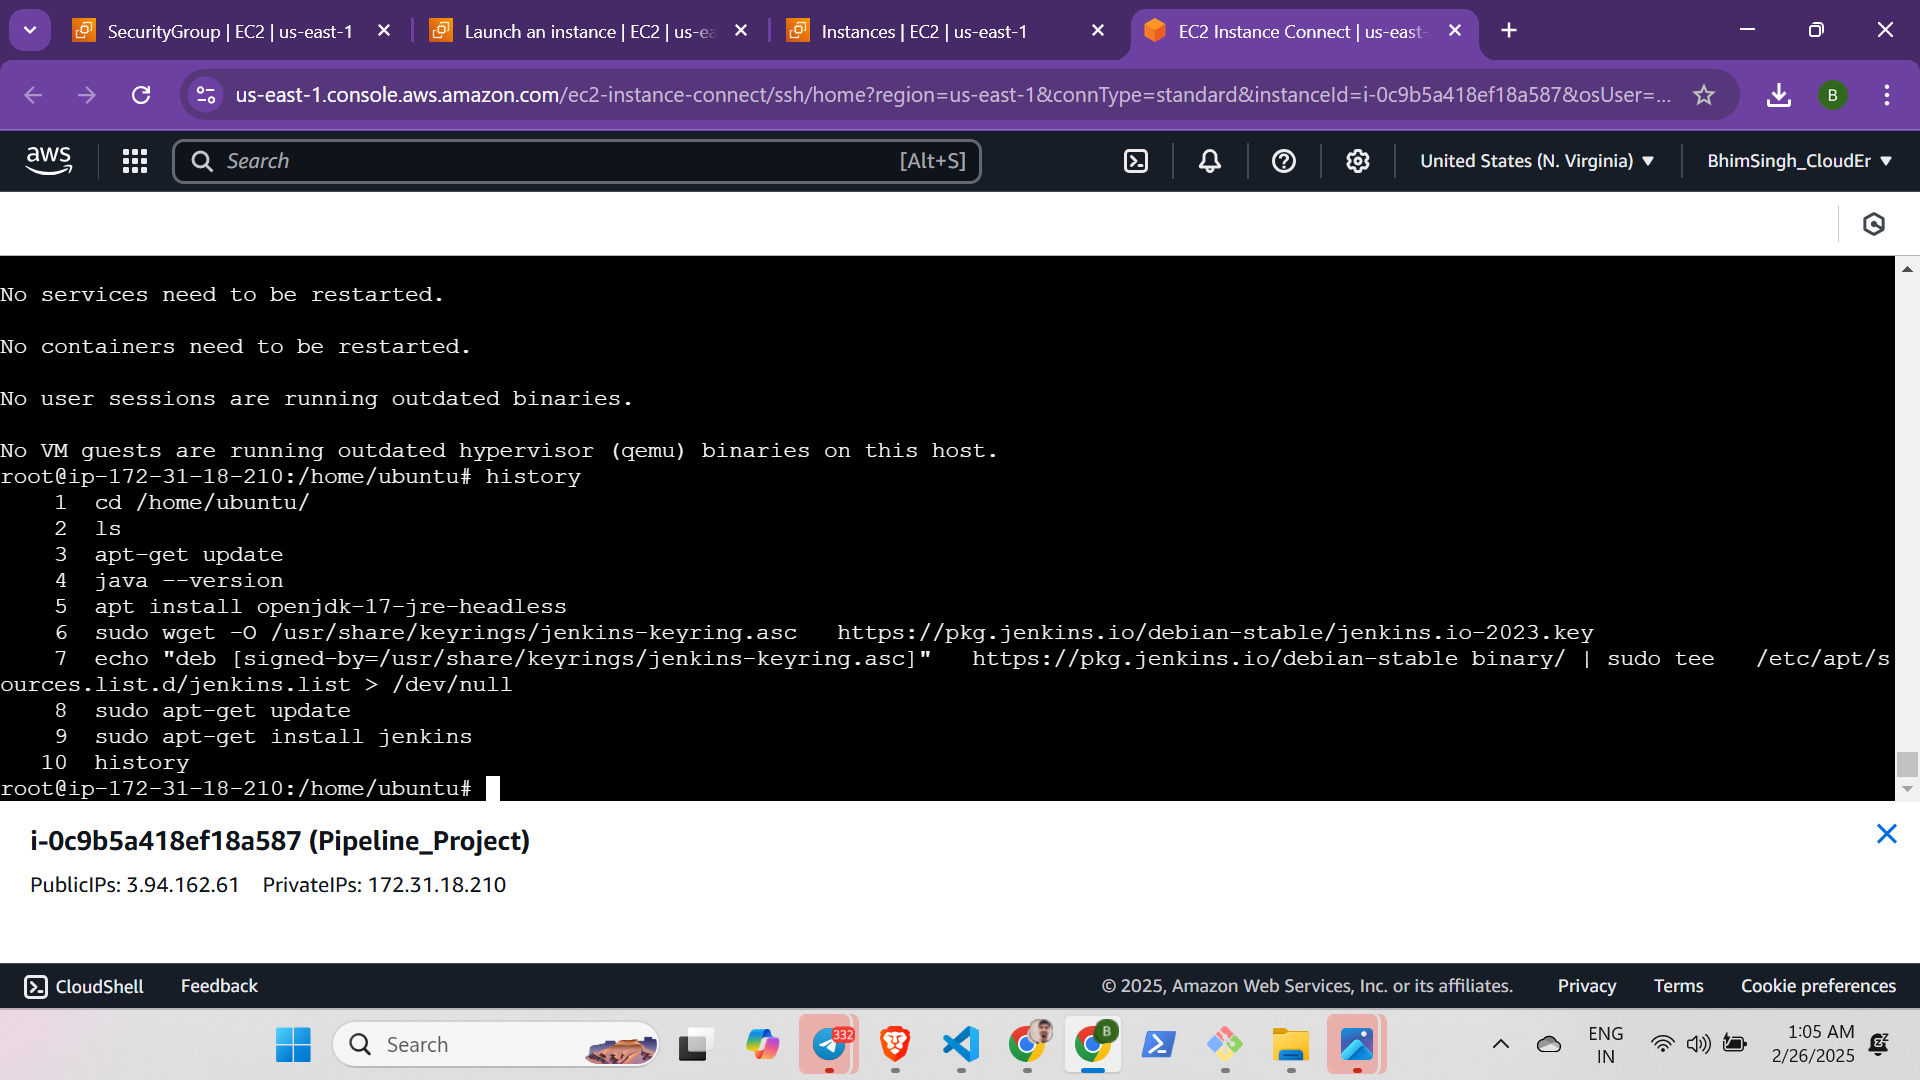 SecurityGroup | EC2 | us-east-1
Launch an instance | EC2 | us-ea
Instances | EC2 | us-east-1
EC2 Instance Connect | us-east-
us-east-1.console.aws.amazon.com/ec2-instance-connect/ssh/home?region=us-east-1&connType=standard&instanceId=i-0c9b5a418ef18a587&osUser=...
B
aws
Search
[Alt+S]
United States (N. Virginia)
BhimSingh_CloudEr
No services need to be restarted.
No containers need to be restarted.
No user sessions are running outdated binaries.
No VM guests are running outdated hypervisor (qemu) binaries on this host.
root@ip-172-31-18-210:/home/ubuntu# history
1 cd /home/ubuntu/
2 ls
3 apt-get update
4 java --version
5 apt install openjdk-17-jre-headless
6 sudo wget -O /usr/share/keyrings/jenkins-keyring.asc   https://pkg.jenkins.io/debian-stable/jenkins.io-2023.key
7 echo "deb [signed-by=/usr/share/keyrings/jenkins-keyring.asc]"   https://pkg.jenkins.io/debian-stable binary/ | sudo tee   /etc/apt/s
ources.list.d/jenkins.list > /dev/null
8 sudo apt-get update
9 sudo apt-get install jenkins
10 history
root@ip-172-31-18-210:/home/ubuntu#
i-0c9b5a418ef18a587 (Pipeline_Project)
PublicIPs: 3.94.162.61 PrivateIPs: 172.31.18.210
CloudShell
Feedback
© 2025, Amazon Web Services, Inc. or its affiliates.
Privacy
Terms
Cookie preferences
Search
332
B
ENG
IN
1:05 AM
2/26/2025